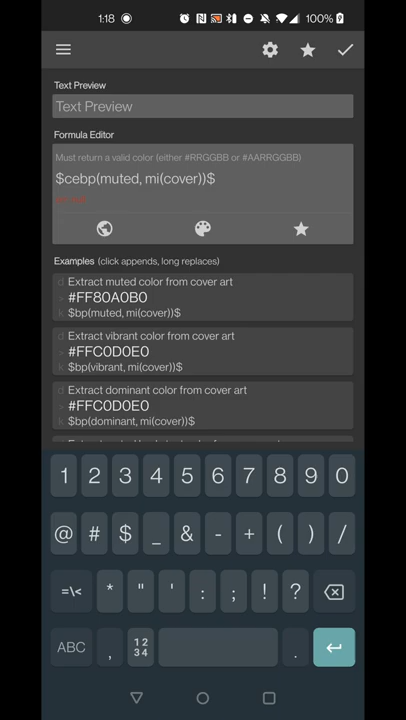 1:18
100%
Text Preview
Text Preview
Formula Editor
Must return a valid color (either #RRGGBB or #AARRGGBB)
$cebp(muted, mi(cover))$
Examples (click appends, long replaces)
d Extract muted color from cover art
> #FF80A0B0
k $bp(muted, mi(cover))$
d Extract vibrant color from cover art
> #FFC0D0E0
k $bp(vibrant, mi(cover))$
d Extract dominant color from cover art
> #FFC0D0E0
k $bp(dominant, mi(cover))$
1 2 3 4 5 6 7 8 9 0
@ # $ _ & - + ( ) /
=\< * " ' : ; ! ?
ABC , 12 34 .